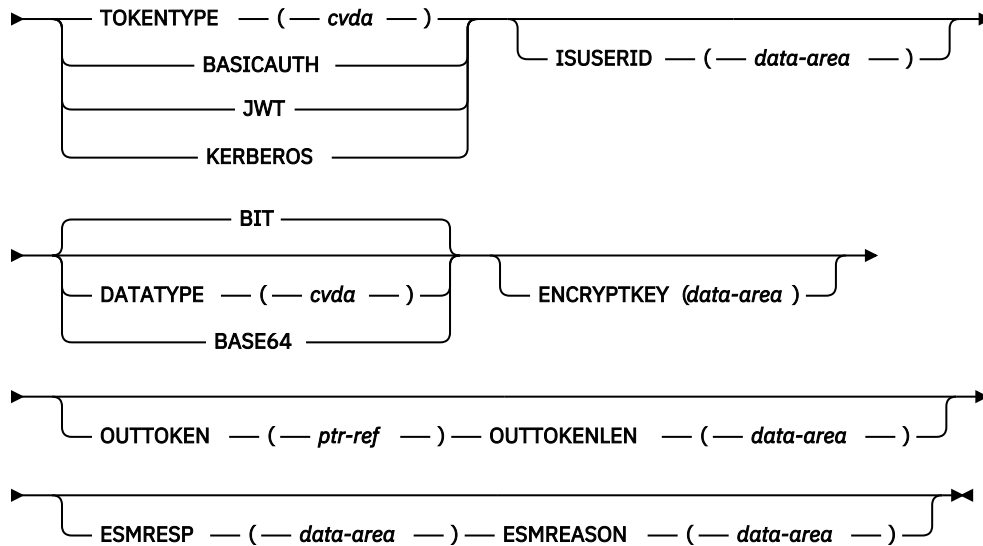 TOKENTYPE ( cvda )
BASICAUTH
JWT
KERBEROS
ISUSERID ( data-area )
BIT
DATATYPE ( cvda )
BASE64
ENCRYPTKEY (data-area )
OUTTOKEN ( ptr-ref ) OUTTOKENLEN ( data-area )
ESMRESP ( data-area ) ESMREASON ( data-area )